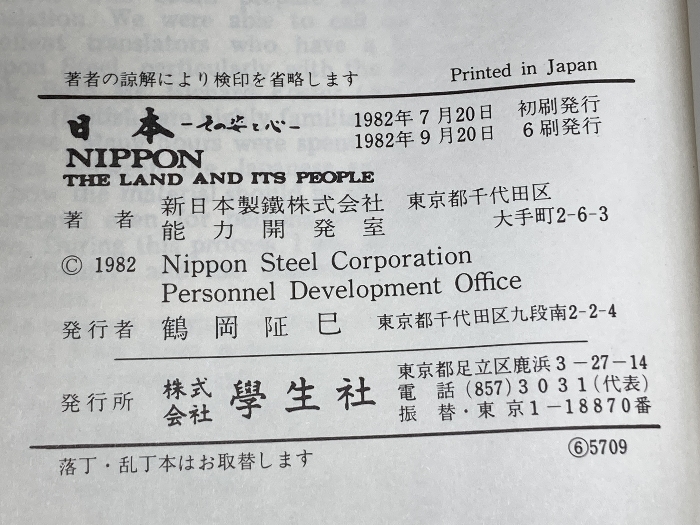 著者の諒解により検印を省略します
Printed in Japan
日本 ―その姿と心―
1982年7月20日 初刷発行
1982年9月20日 6刷発行
NIPPON
THE LAND AND ITS PEOPLE
著者 新日本製鐵株式会社 東京都千代田区
能力開発室 大手町2-6-3
© 1982 Nippon Steel Corporation
Personnel Development Office
発行者 鶴岡阷巳 東京都千代田区九段南2-2-4
発行所 株式会社 學生社
東京都足立区鹿浜3-27-14
電話 (857)3031(代表)
振替・東京1-18870番
落丁・乱丁本はお取替します
⑥5709